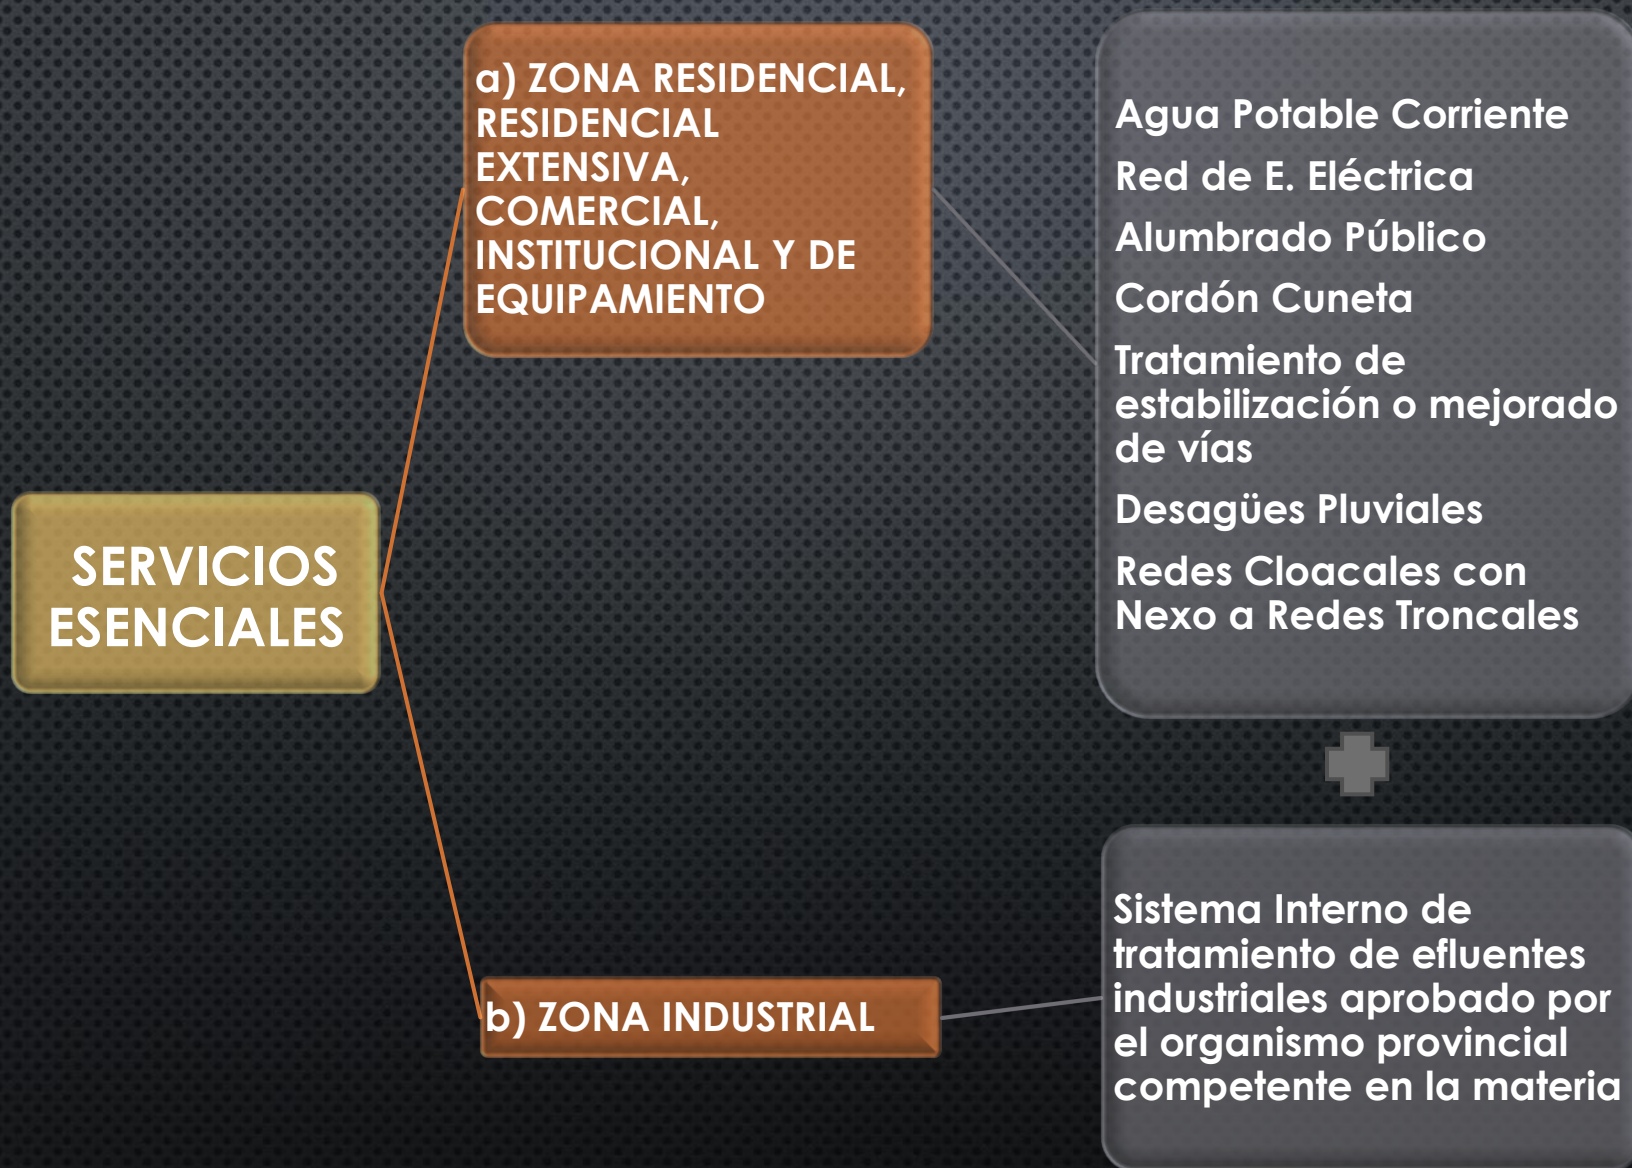 SERVICIOS
ESENCIALES
a) ZONA RESIDENCIAL,
RESIDENCIAL
EXTENSIVA,
COMERCIAL,
INSTITUCIONAL Y DE
EQUIPAMIENTO
Agua Potable Corriente
Red de E. Eléctrica
Alumbrado Público
Cordón Cuneta
Tratamiento de
estabilización o mejorado
de vías
Desagües Pluviales
Redes Cloacales con
Nexo a Redes Troncales
b) ZONA INDUSTRIAL
Sistema Interno de
tratamiento de efluentes
industriales aprobado por
el organismo provincial
competente en la materia